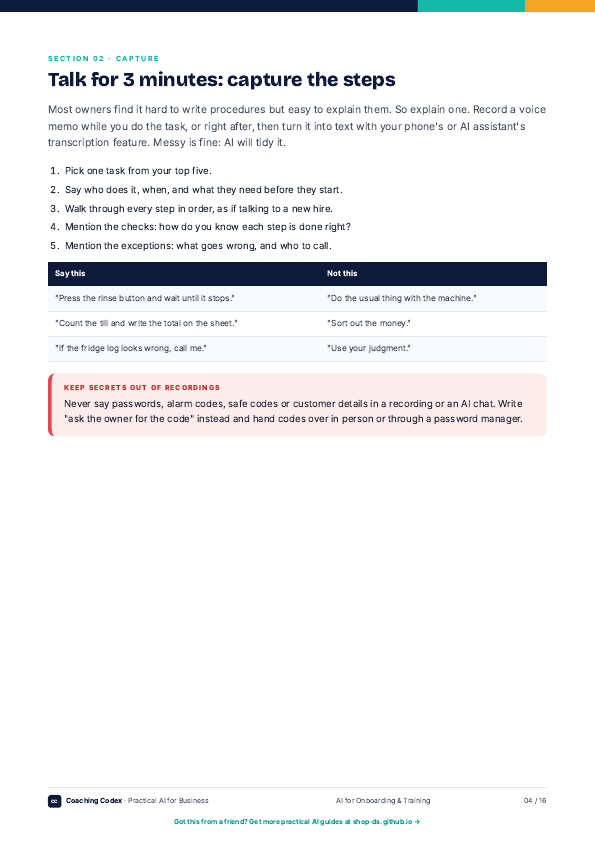 SECTION 02 · CAPTURE
Talk for 3 minutes: capture the steps
Most owners find it hard to write procedures but easy to explain them. So explain one. Record a voice
memo while you do the task, or right after, then turn it into text with your phone's or AI assistant's
transcription feature. Messy is fine: AI will tidy it.
1. Pick one task from your top five.
2. Say who does it, when, and what they need before they start.
3. Walk through every step in order, as if talking to a new hire.
4. Mention the checks: how do you know each step is done right?
5. Mention the exceptions: what goes wrong, and who to call.
Say this Not this
"Press the rinse button and wait until it stops." "Do the usual thing with the machine."
"Count the till and write the total on the sheet." "Sort out the money."
"If the fridge log looks wrong, call me." "Use your judgment."
KEEP SECRETS OUT OF RECORDINGS
Never say passwords, alarm codes, safe codes or customer details in a recording or an AI chat. Write
"ask the owner for the code" instead and hand codes over in person or through a password manager.
cc Coaching Codex · Practical AI for Business AI for Onboarding & Training 04 / 16
Got this from a friend? Get more practical AI guides at shop-ds.github.io →